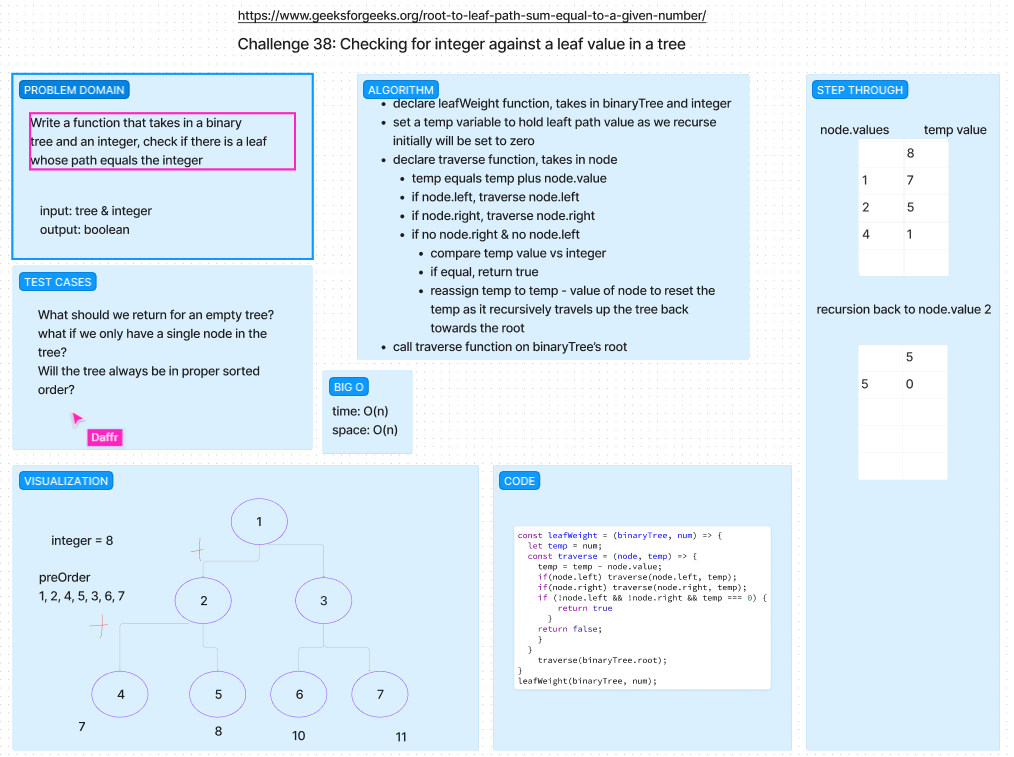 https://www.geeksforgeeks.org/root-to-leaf-path-sum-equal-to-a-given-number/
Challenge 38: Checking for integer against a leaf value in a tree
PROBLEM DOMAIN
Write a function that takes in a binary
tree and an integer, check if there is a leaf
whose path equals the integer
input: tree & integer
output: boolean
TEST CASES
What should we return for an empty tree?
what if we only have a single node in the
tree?
Will the tree always be in proper sorted
order?
Daffr
ALGORITHM
• declare leafWeight function, takes in binaryTree and integer
• set a temp variable to hold leaft path value as we recurse
initially will be set to zero
• declare traverse function, takes in node
• temp equals temp plus node.value
• if node.left, traverse node.left
• if node.right, traverse node.right
• if no node.right & no node.left
• compare temp value vs integer
• if equal, return true
• reassign temp to temp - value of node to reset the
temp as it recursively travels up the tree back
towards the root
• call traverse function on binaryTree's root
BIG O
time: O(n)
space: O(n)
STEP THROUGH
node.values temp value
8
1 7
2 5
4 1
recursion back to node.value 2
5
5 0
VISUALIZATION
integer = 8
preOrder
1, 2, 4, 5, 3, 6, 7
1
+
2 3
+
4 5 6 7
7 8 10 11
CODE
const leafWeight = (binaryTree, num) => {
let temp = num;
const traverse = (node, temp) => {
temp = temp - node.value;
if(node.left) traverse(node.left, temp);
if(node.right) traverse(node.right, temp);
if (!node.left && !node.right && temp === 0) {
return true
}
return false;
}
}
traverse(binaryTree.root);
}
leafWeight(binaryTree, num);